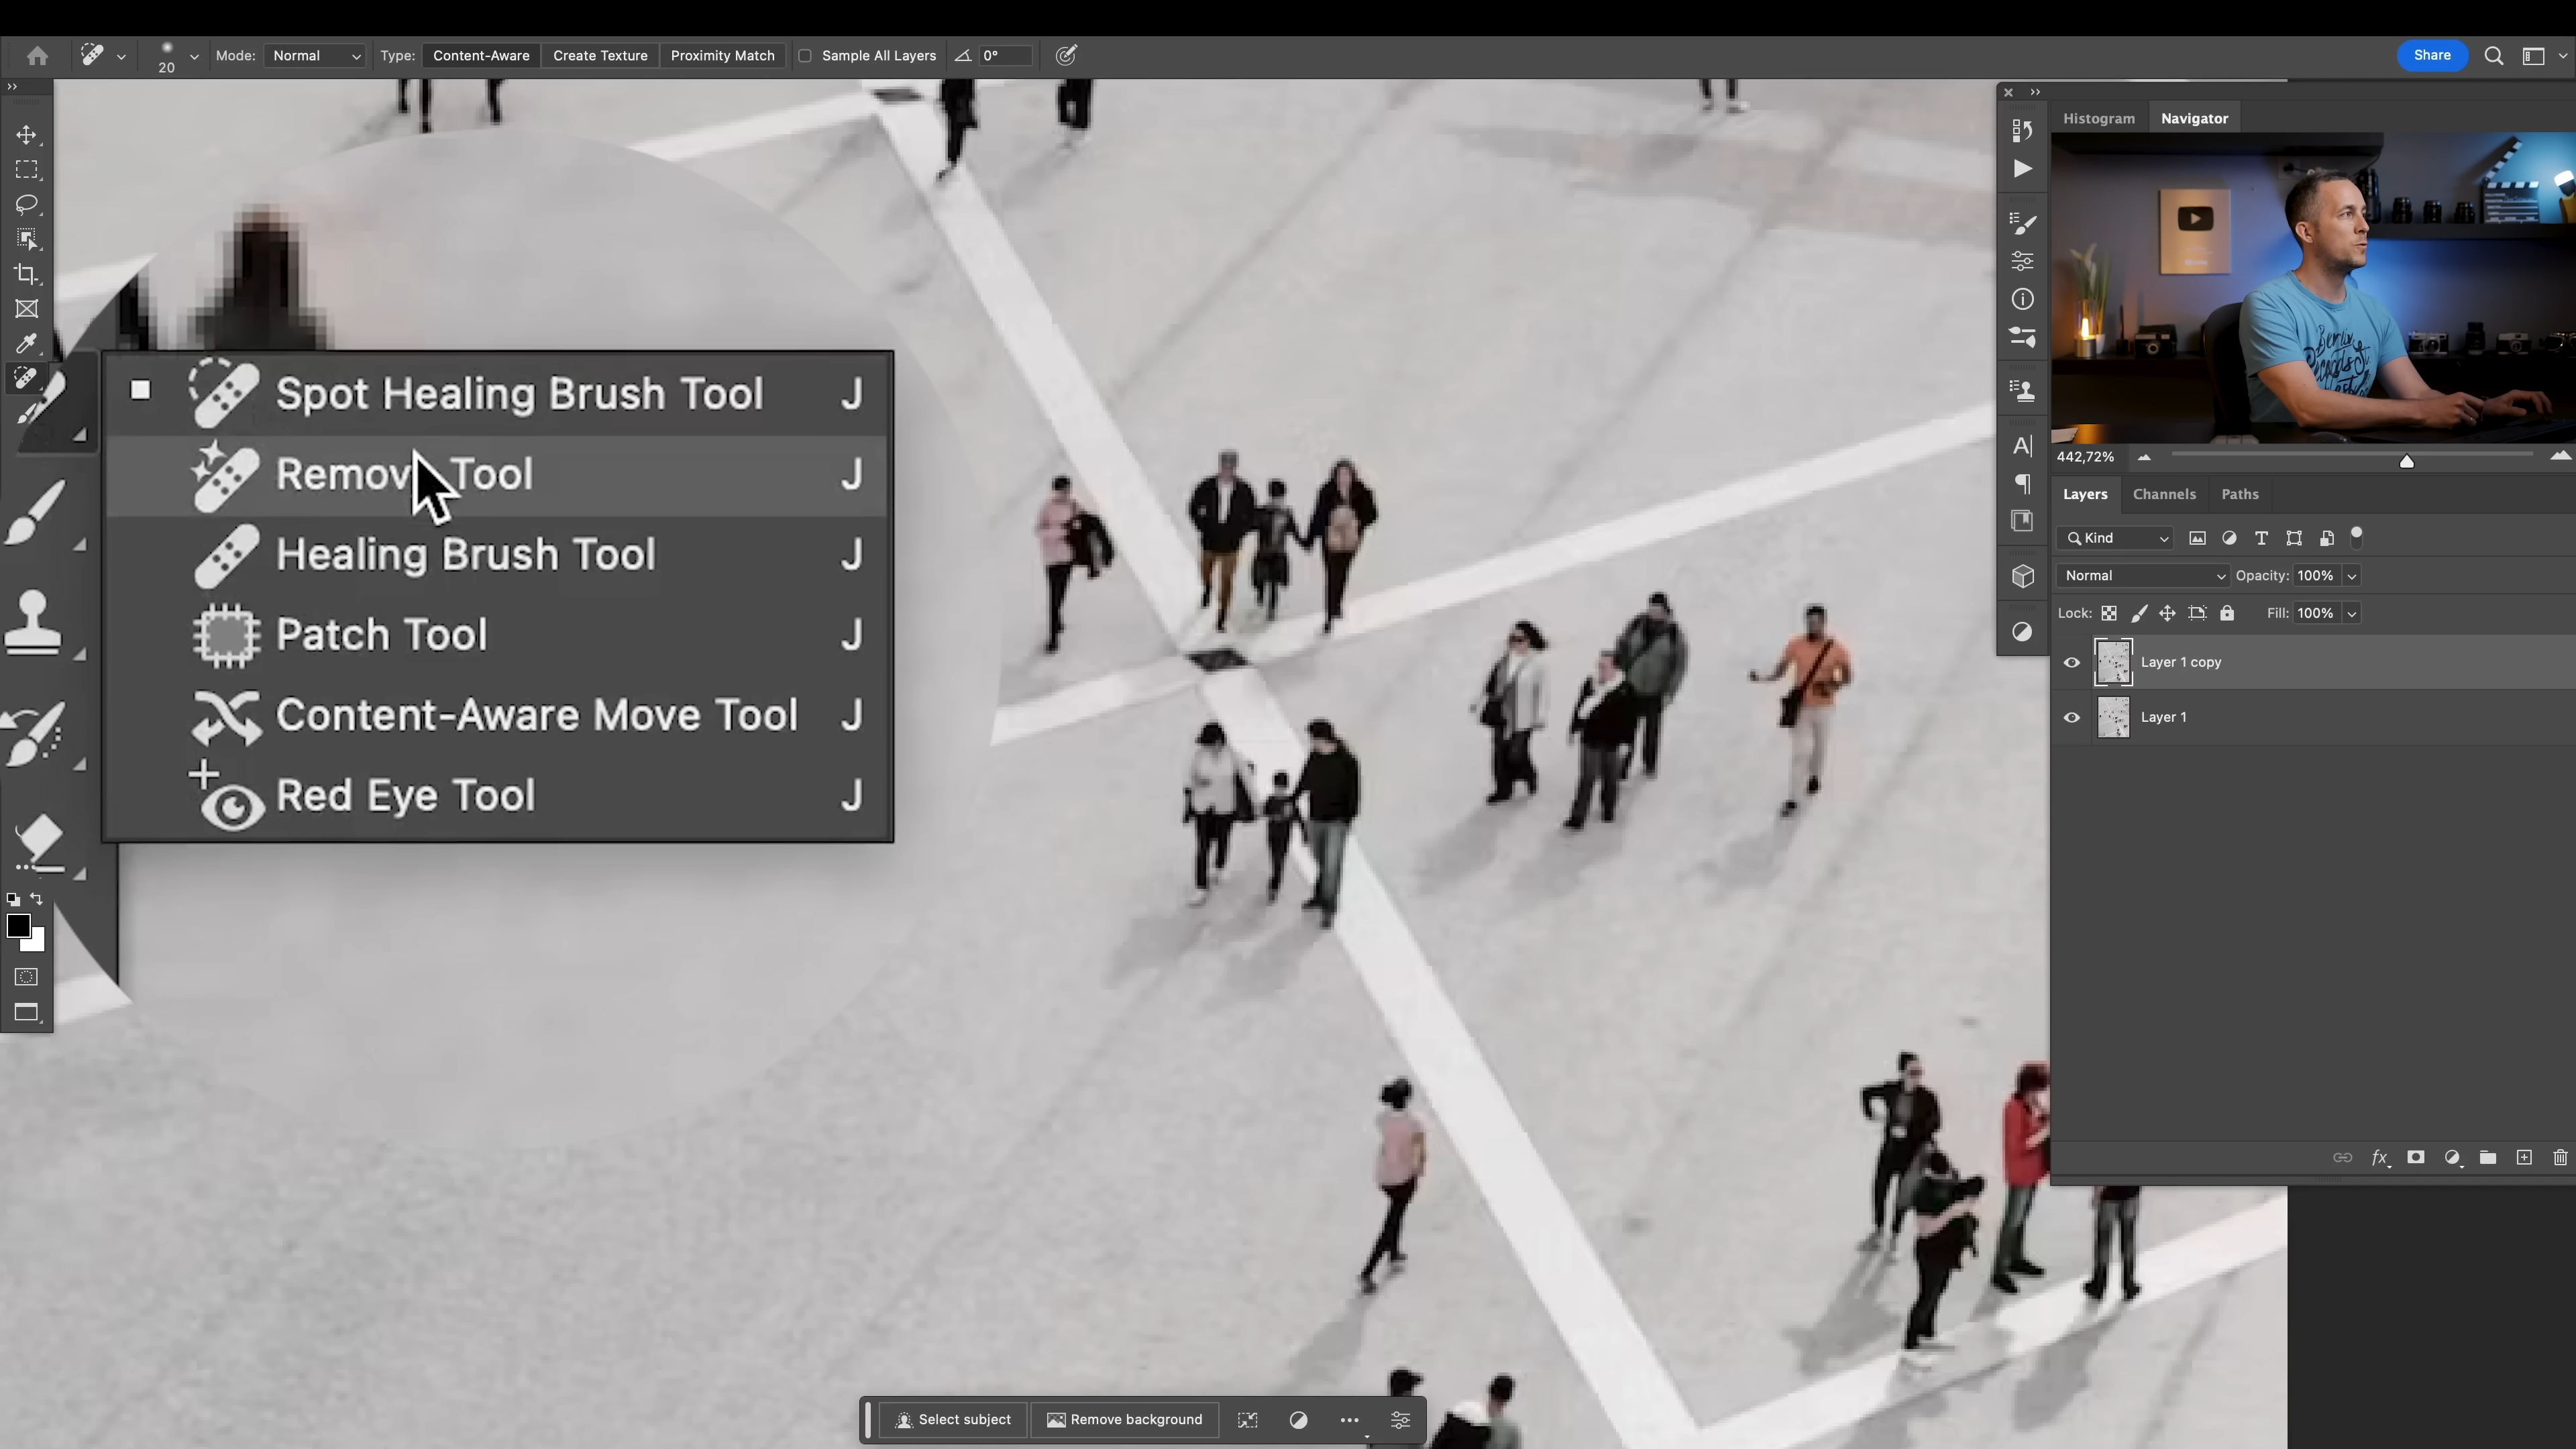 20
Mode: Normal
Type: Content-Aware Create Texture Proximity Match
Sample All Layers
0°
Share
Histogram Navigator
442,72%
Layers Channels Paths
Kind
Normal Opacity: 100%
Lock: Fill: 100%
Layer 1 copy
Layer 1
fx
Spot Healing Brush Tool J
Tool J
Healing Brush Tool J
Patch Tool J
Content-Aware Move Tool J
Red Eye Tool J
Select subject Remove background